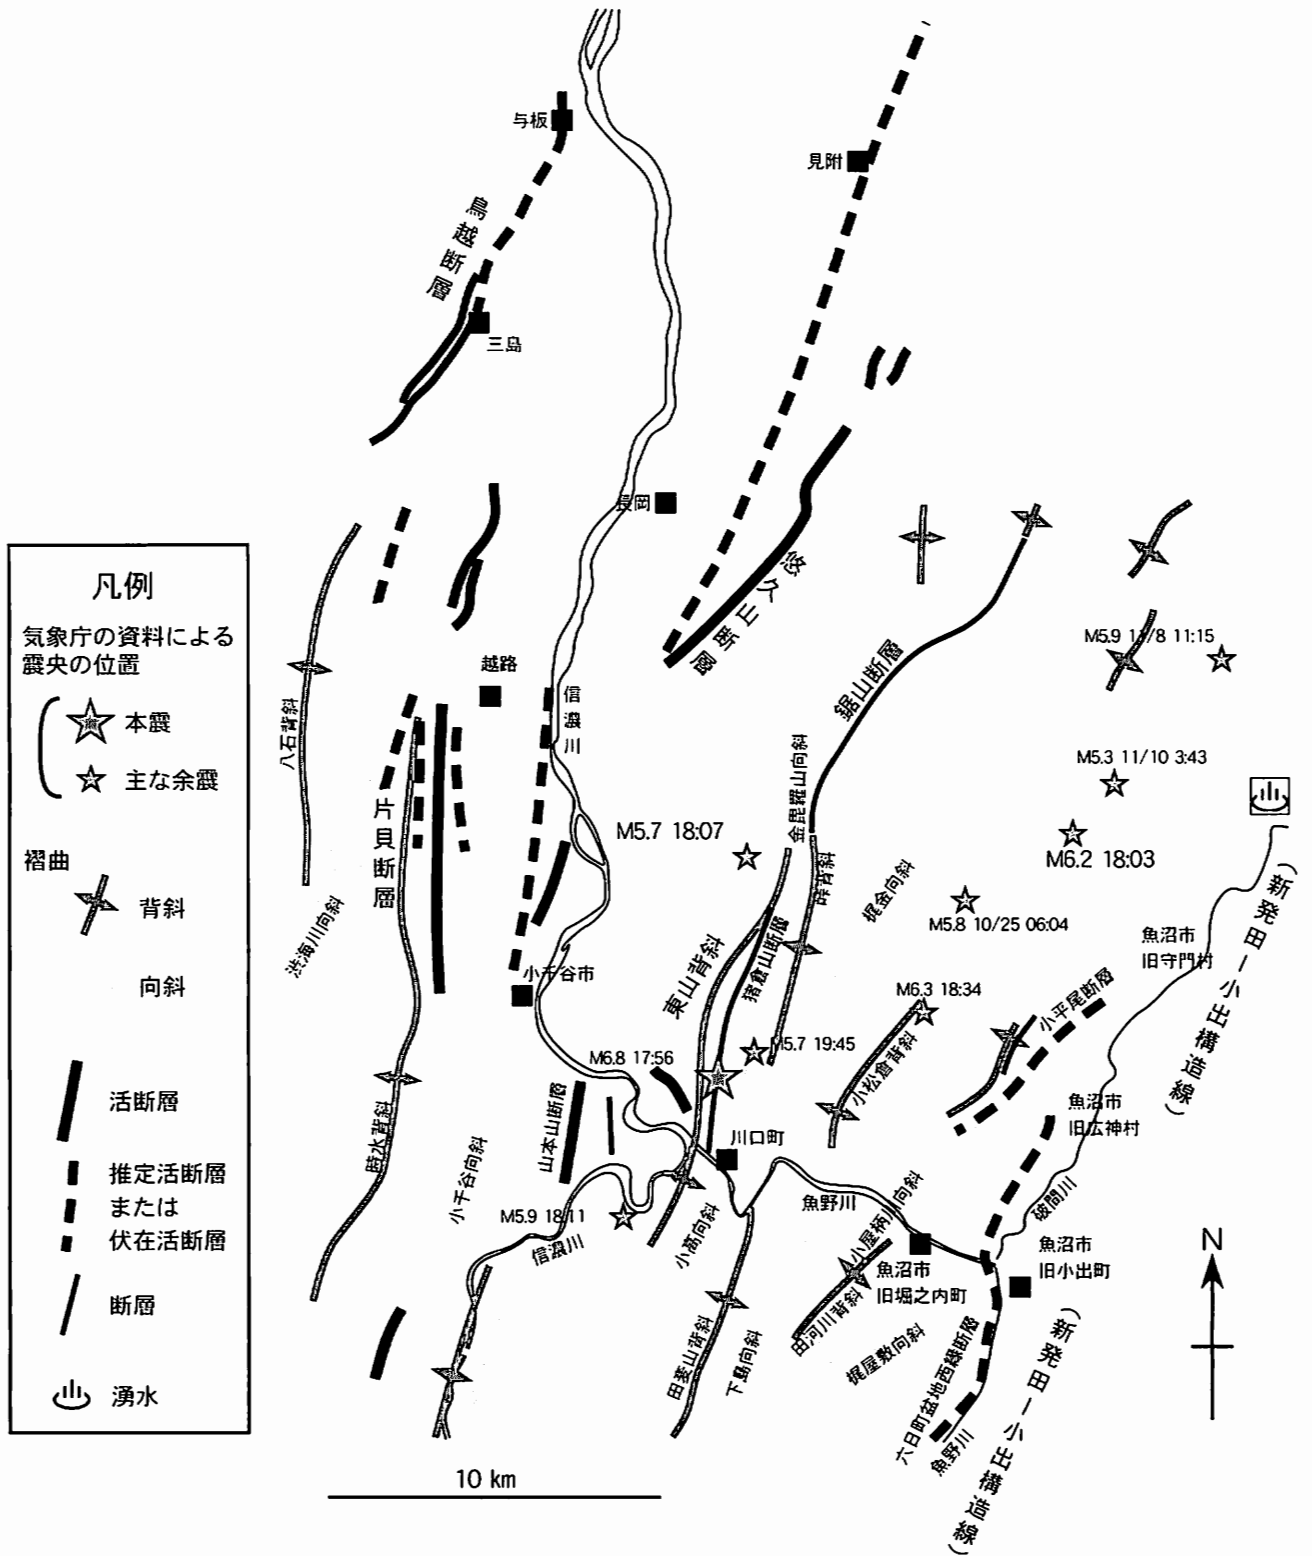 与板
見附
鳥越断層
三島
長岡
悠久山断層
凡例
気象庁の資料による
震央の位置
本震
主な余震
褶曲
背斜
向斜
活断層
推定活断層
または
伏在活断層
断層
湧水
越路
信濃川
八石背斜
片貝断層
渋海川向斜
鋸山断層
M5.9 11/8 11:15
M5.3 11/10 3:43
金毘羅山向斜
M5.7 18:07
M6.2 18:03
峠背斜
梶金向斜
M5.8 10/25 06:04
(新発田ー小出構造線)
魚沼市
旧守門村
小千谷市
東山背斜
猪倉山断層
M6.3 18:34
小平尾断層
M5.7 19:45
M6.8 17:56
小松倉背斜
時水背斜
小千谷向斜
山本山断層
川口町
魚沼市
旧広神村
破間川
魚野川
M5.9 18:11
信濃川
小高向斜
小屋柄川向斜
魚沼市
旧堀之内町
魚沼市
旧小出町
田河川背斜
梶屋敷向斜
田麦山背斜
下島向斜
六日町盆地西縁断層
魚野川
(新発田ー小出構造線)
N
10 km